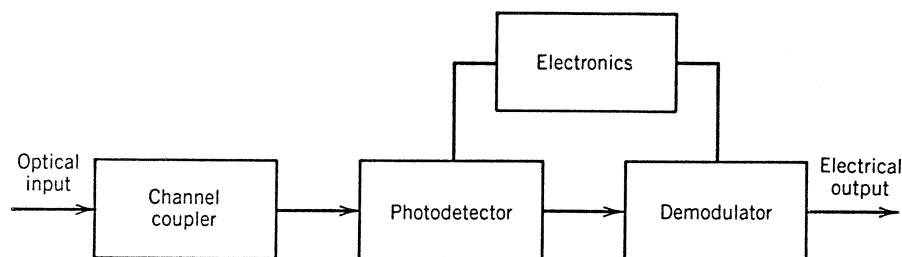 Electronics
Optical
input
Channel
coupler
Photodetector
Demodulator
Electrical
output